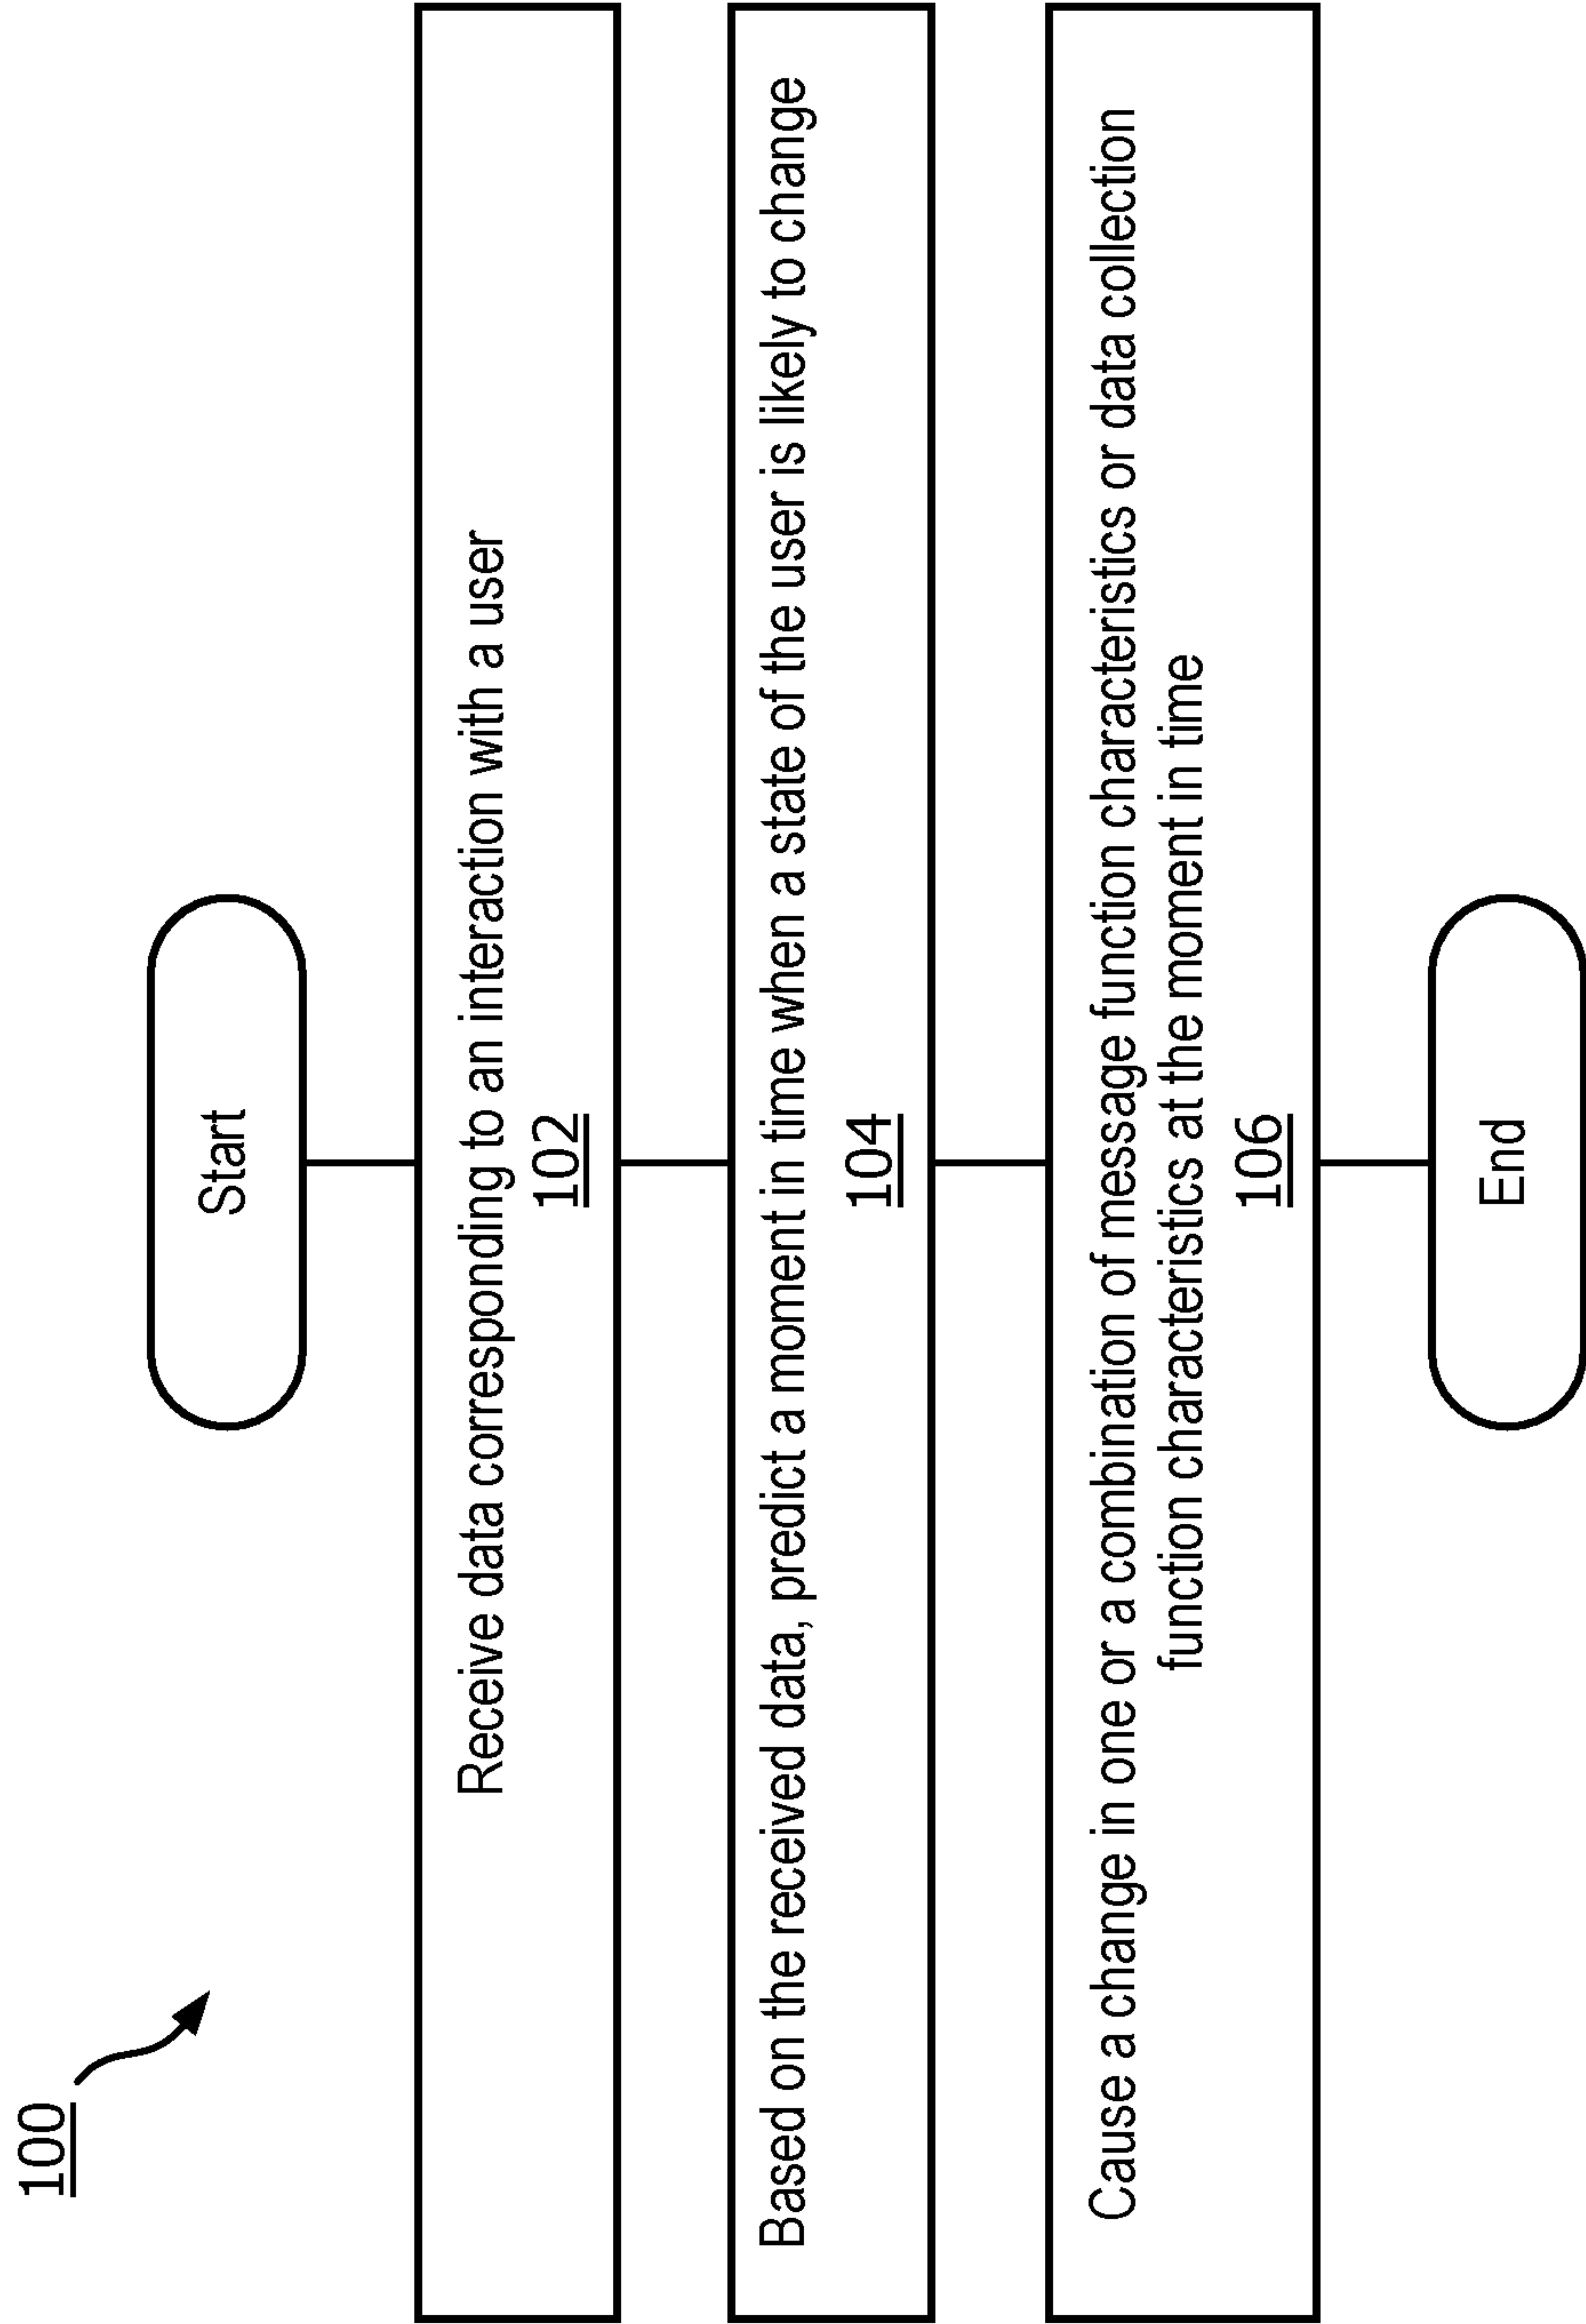 100
Start
Receive data corresponding to an interaction with a user
102
Based on the received data, predict a moment in time when a state of the user is likely to change
104
Cause a change in one or a combination of message function characteristics or data collection
function characteristics at the moment in time
106
End